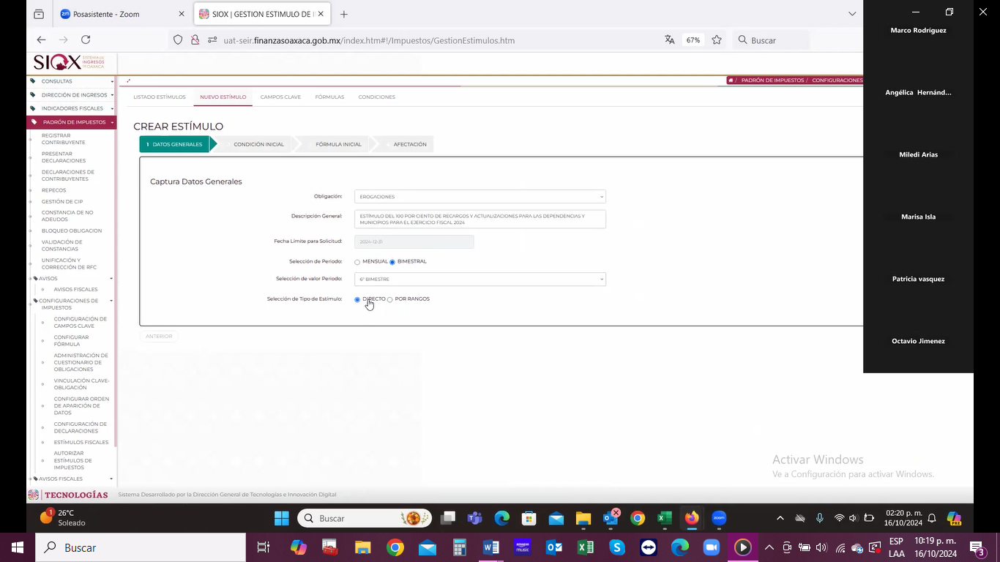 Posasistente - Zoom
SIOX | GESTION ESTIMULO DE I
uat-seir.finanzasoaxaca.gob.mx/index.htm#!/Impuestos/GestionEstimulos.htm
67%
Buscar
SIOX
SISTEMA DE
INGRESOS
DE OAXACA
CONSULTAS
DIRECCIÓN DE INGRESOS
INDICADORES FISCALES
PADRÓN DE IMPUESTOS
REGISTRAR
CONTRIBUYENTE
PRESENTAR
DECLARACIONES
DECLARACIONES DE
CONTRIBUYENTES
REPECOS
GESTIÓN DE CIP
CONSTANCIA DE NO
ADEUDOS
BLOQUEO OBLIGACION
VALIDACIÓN DE
CONSTANCIAS
UNIFICACIÓN Y
CORRECCIÓN DE RFC
AVISOS
AVISOS FISCALES
CONFIGURACIONES DE
IMPUESTOS
CONFIGURACIÓN DE
CAMPOS CLAVE
CONFIGURAR
FÓRMULA
ADMINISTRACIÓN DE
CUESTIONARIO DE
OBLIGACIONES
VINCULACIÓN CLAVE-
OBLIGACIÓN
CONFIGURAR ORDEN
DE APARICIÓN DE
DATOS
CONFIGURACIÓN DE
DECLARACIONES
ESTÍMULOS FISCALES
AUTORIZAR
ESTÍMULOS DE
IMPUESTOS
AVISOS FISCALES
/ PADRÓN DE IMPUESTOS / CONFIGURACIONES
LISTADO ESTÍMULOS NUEVO ESTÍMULO CAMPOS CLAVE FÓRMULAS CONDICIONES
CREAR ESTÍMULO
1 DATOS GENERALES CONDICIÓN INICIAL FÓRMULA INICIAL AFECTACIÓN
Captura Datos Generales
Obligación: EROGACIONES
Descripción General: ESTÍMULO DEL 100 POR CIENTO DE RECARGOS Y ACTUALIZACIONES PARA LAS DEPENDENCIAS Y
MUNICIPIOS PARA EL EJERCICIO FISCAL 2024
Fecha Límite para Solicitud: 2024-12-31
Selección de Periodo: MENSUAL BIMESTRAL
Selección de valor Periodo: 6° BIMESTRE
Selección de Tipo de Estímulo: DIRECTO POR RANGOS
ANTERIOR
Marco Rodríguez
Angélica Hernánd...
Miledi Arias
Marisa Isla
Patricia vasquez
Octavio Jimenez
Activar Windows
Ve a Configuración para activar Windows.
TECNOLOGÍAS
Sistema Desarrollado por la Dirección General de Tecnologías e Innovación Digital
1
26°C
Soleado
Buscar
zoom
02:20 p. m.
16/10/2024
PRE
Buscar
amazon
music
ESP
LAA
10:19 p. m.
16/10/2024
3